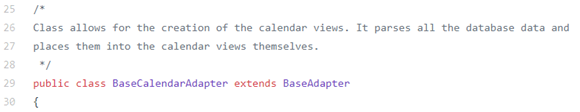 25 /*
26 Class allows for the creation of the calendar views. It parses all the database data and
27 places them into the calendar views themselves.
28 */
29 public class BaseCalendarAdapter extends BaseAdapter
30 {